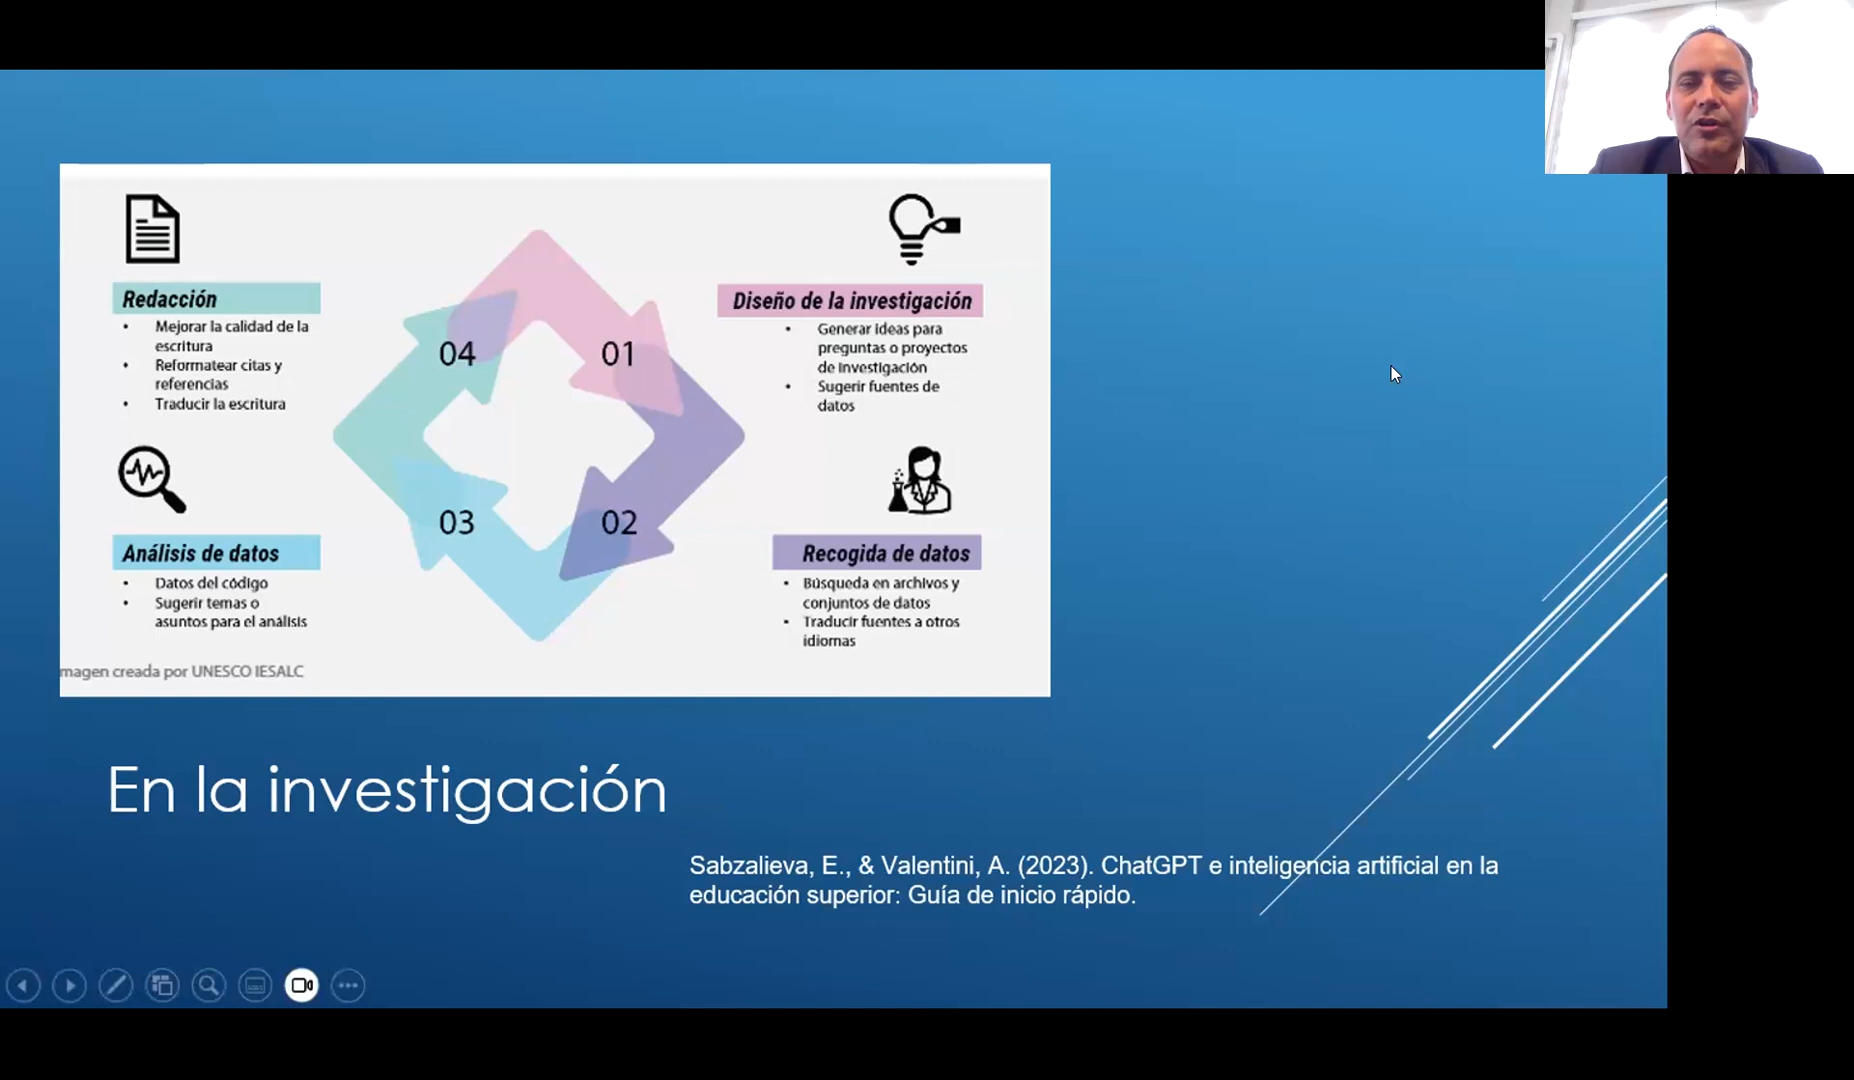 Redacción
• Mejorar la calidad de la
escritura
• Reformatear citas y
referencias
• Traducir la escritura
Diseño de la investigación
• Generar ideas para
preguntas o proyectos
de investigación
• Sugerir fuentes de
datos
04
01
03
02
Análisis de datos
• Datos del código
• Sugerir temas o
asuntos para el análisis
Recogida de datos
• Búsqueda en archivos y
conjuntos de datos
• Traducir fuentes a otros
idiomas
magen creada por UNESCO IESALC
En la investigación
Sabzalieva, E., & Valentini, A. (2023). ChatGPT e inteligencia artificial en la
educación superior: Guía de inicio rápido.